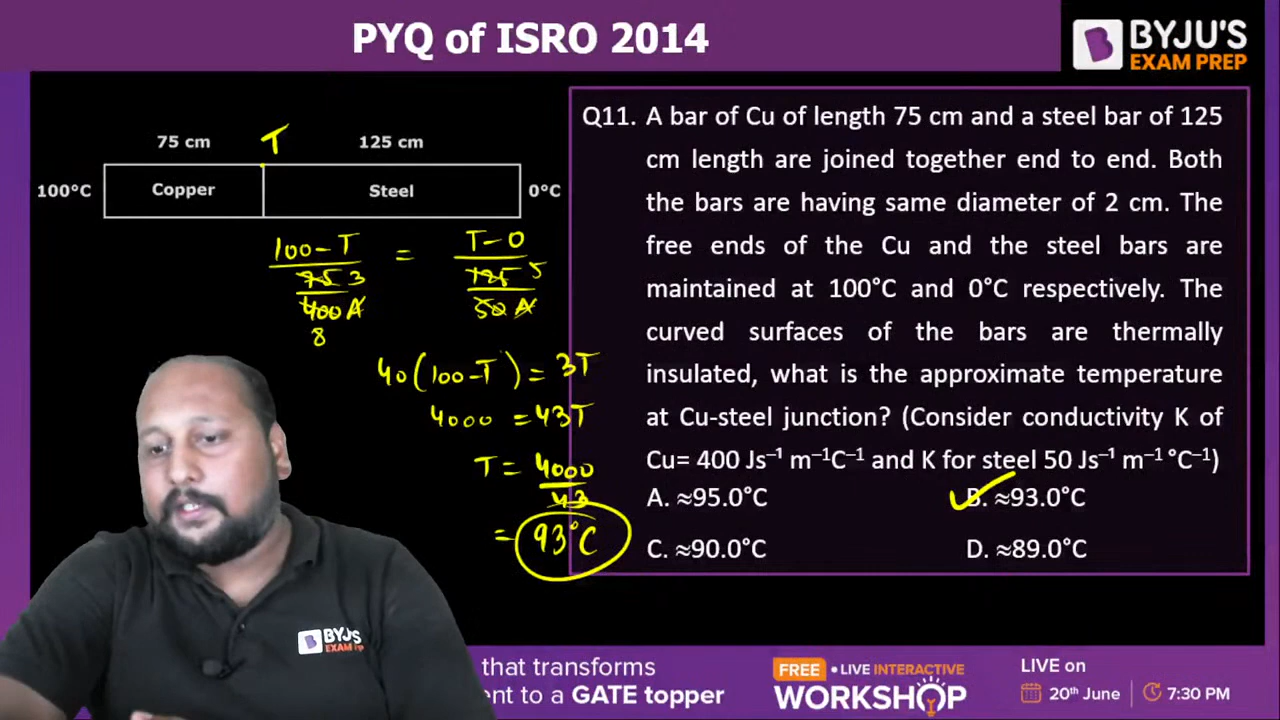 PYQ of ISRO 2014
BYJU'S
EXAM PREP
75 cm
T
125 cm
100°C
Copper
Steel
0°C
100-T = T-0
75 3 125 5
400 A 50 A
8
40(100-T) = 3T
4000 = 43T
T = 4000
43
= 93°C
Q11. A bar of Cu of length 75 cm and a steel bar of 125
cm length are joined together end to end. Both
the bars are having same diameter of 2 cm. The
free ends of the Cu and the steel bars are
maintained at 100°C and 0°C respectively. The
curved surfaces of the bars are thermally
insulated, what is the approximate temperature
at Cu-steel junction? (Consider conductivity K of
Cu= 400 Js⁻¹ m⁻¹C⁻¹ and K for steel 50 Js⁻¹ m⁻¹ °C⁻¹)
A. ≈95.0°C
B. ≈93.0°C
C. ≈90.0°C
D. ≈89.0°C
BYJU'S
EXAM
that transforms
ent to a GATE topper
FREE • LIVE INTERACTIVE
WORKSHOP
LIVE on
20th June
7:30 PM